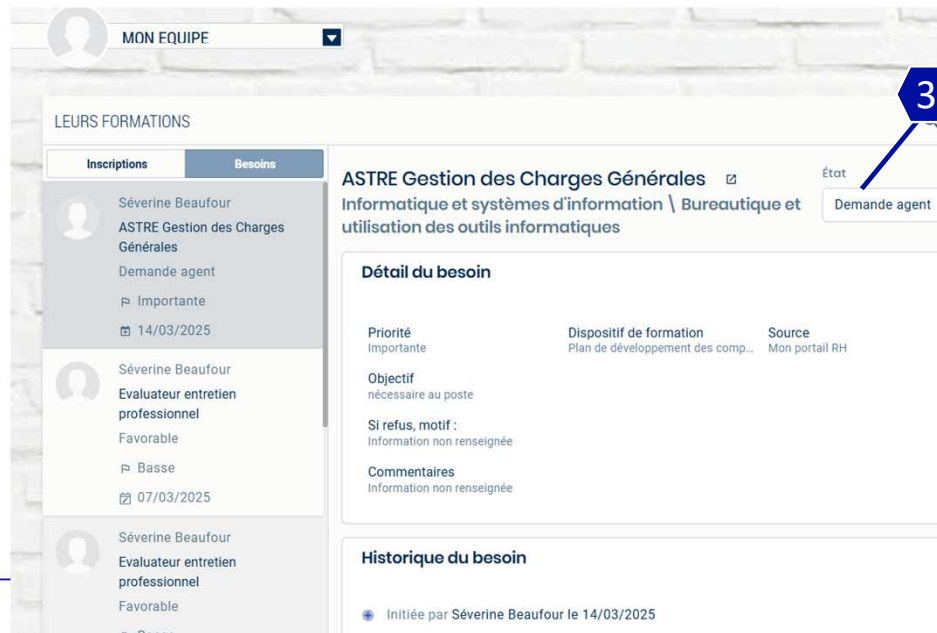 MON EQUIPE
3
LEURS FORMATIONS
Inscriptions
Besoins
Séverine Beaufour
ASTRE Gestion des Charges
Générales
Demande agent
Importante
14/03/2025
Séverine Beaufour
Evaluateur entretien
professionnel
Favorable
Basse
07/03/2025
Séverine Beaufour
Evaluateur entretien
professionnel
Favorable
ASTRE Gestion des Charges Générales
Informatique et systèmes d'information \ Bureautique et
utilisation des outils informatiques
État
Demande agent
Détail du besoin
Priorité
Importante
Dispositif de formation
Plan de développement des comp...
Source
Mon portail RH
Objectif
nécessaire au poste
Si refus, motif :
Information non renseignée
Commentaires
Information non renseignée
Historique du besoin
Initiée par Séverine Beaufour le 14/03/2025